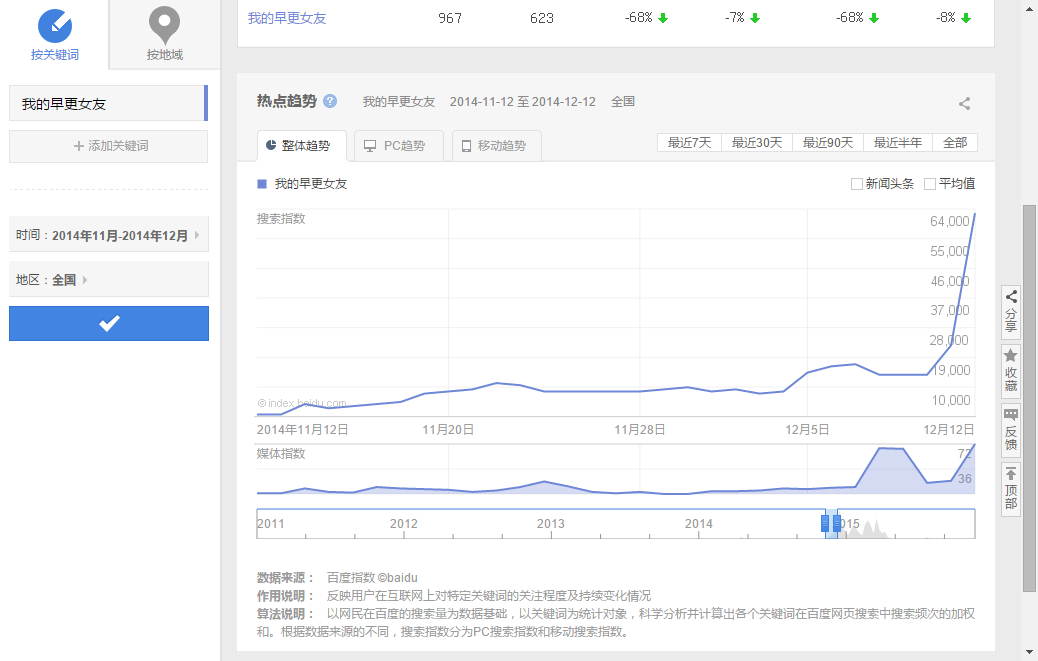 按关键词
按地域
我的早更女友
添加关键词
时间：2014年11月-2014年12月
地区：全国
我的早更女友 967 623 -68% -7% -68% -8%
热点趋势 ? 我的早更女友 2014-11-12 至 2014-12-12 全国
整体趋势 PC趋势 移动趋势 最近7天 最近30天 最近90天 最近半年 全部
我的早更女友 新闻头条 平均值
搜索指数
64,000
55,000
46,000
37,000
28,000
19,000
10,000
© index.baidu.com
2014年11月12日 11月20日 11月28日 12月5日 12月12日
媒体指数
72
36
2011 2012 2013 2014 2015
数据来源： 百度指数 ©baidu
作用说明： 反映用户在互联网上对特定关键词的关注程度及持续变化情况
算法说明： 以网民在百度的搜索量为数据基础，以关键词为统计对象，科学分析并计算出各个关键词在百度网页搜索中搜索频次的加权
和。根据数据来源的不同，搜索指数分为PC搜索指数和移动搜索指数。
分享
收藏
反馈
顶部